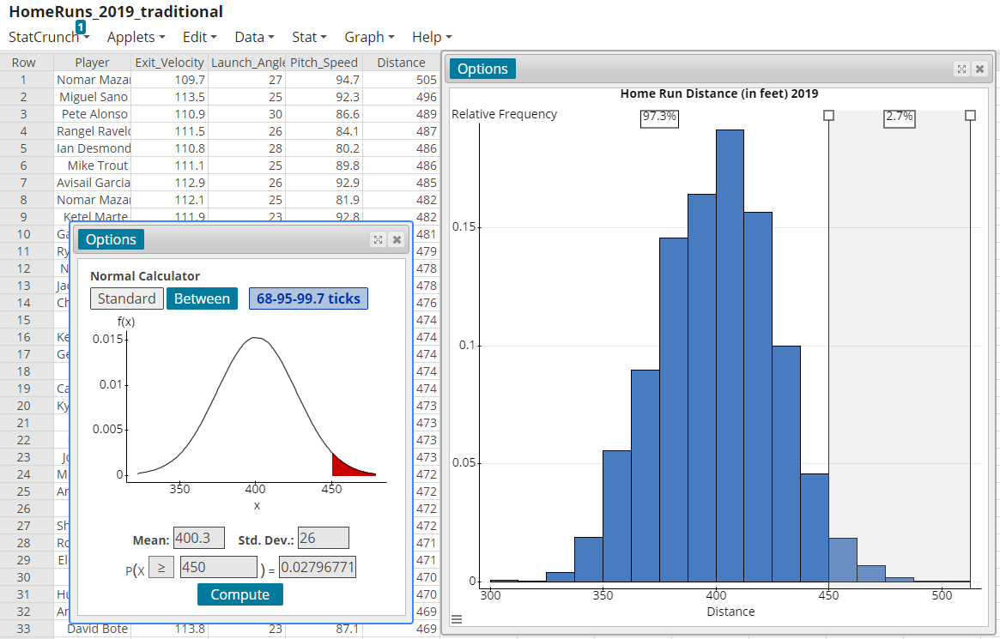 HomeRuns_2019_traditional
1
StatCrunch Applets Edit Data Stat Graph Help
Row Player Exit_Velocity Launch_Angle Pitch_Speed Distance
1 Nomar Mazar 109.7 27 94.7 505
2 Miguel Sano 113.5 25 92.3 496
3 Pete Alonso 110.9 30 86.6 489
4 Rangel Ravelo 111.5 26 84.1 487
5 Ian Desmond 110.8 28 80.2 486
6 Mike Trout 111.1 25 89.8 486
7 Avisail Garcia 112.9 26 92.9 485
8 Nomar Mazar 112.1 25 81.9 482
9 Ketel Marte 111.9 23 92.8 482
10 Ga 481
11 Ry 479
12 N 478
13 Jac 478
14 Ch 476
15 474
16 Ke 474
17 Ge 474
18 474
19 Ca 474
20 Ky 473
21 473
22 473
23 Jo 473
24 M 472
25 Ar 472
26 472
27 Sh 472
28 Ro 471
29 El 471
30 470
31 Hu 470
32 Ar 469
33 David Bote 113.8 23 87.1 469
Options
Normal Calculator
Standard Between 68-95-99.7 ticks
f(x)
0.015
0.01
0.005
0
350 400 450
x
Mean: 400.3 Std. Dev.: 26
P(X ≥ 450 ) = 0.02796771
Compute
Options
Home Run Distance (in feet) 2019
Relative Frequency 97.3% 2.7%
0.15
0.1
0.05
0
300 350 400 450 500
Distance